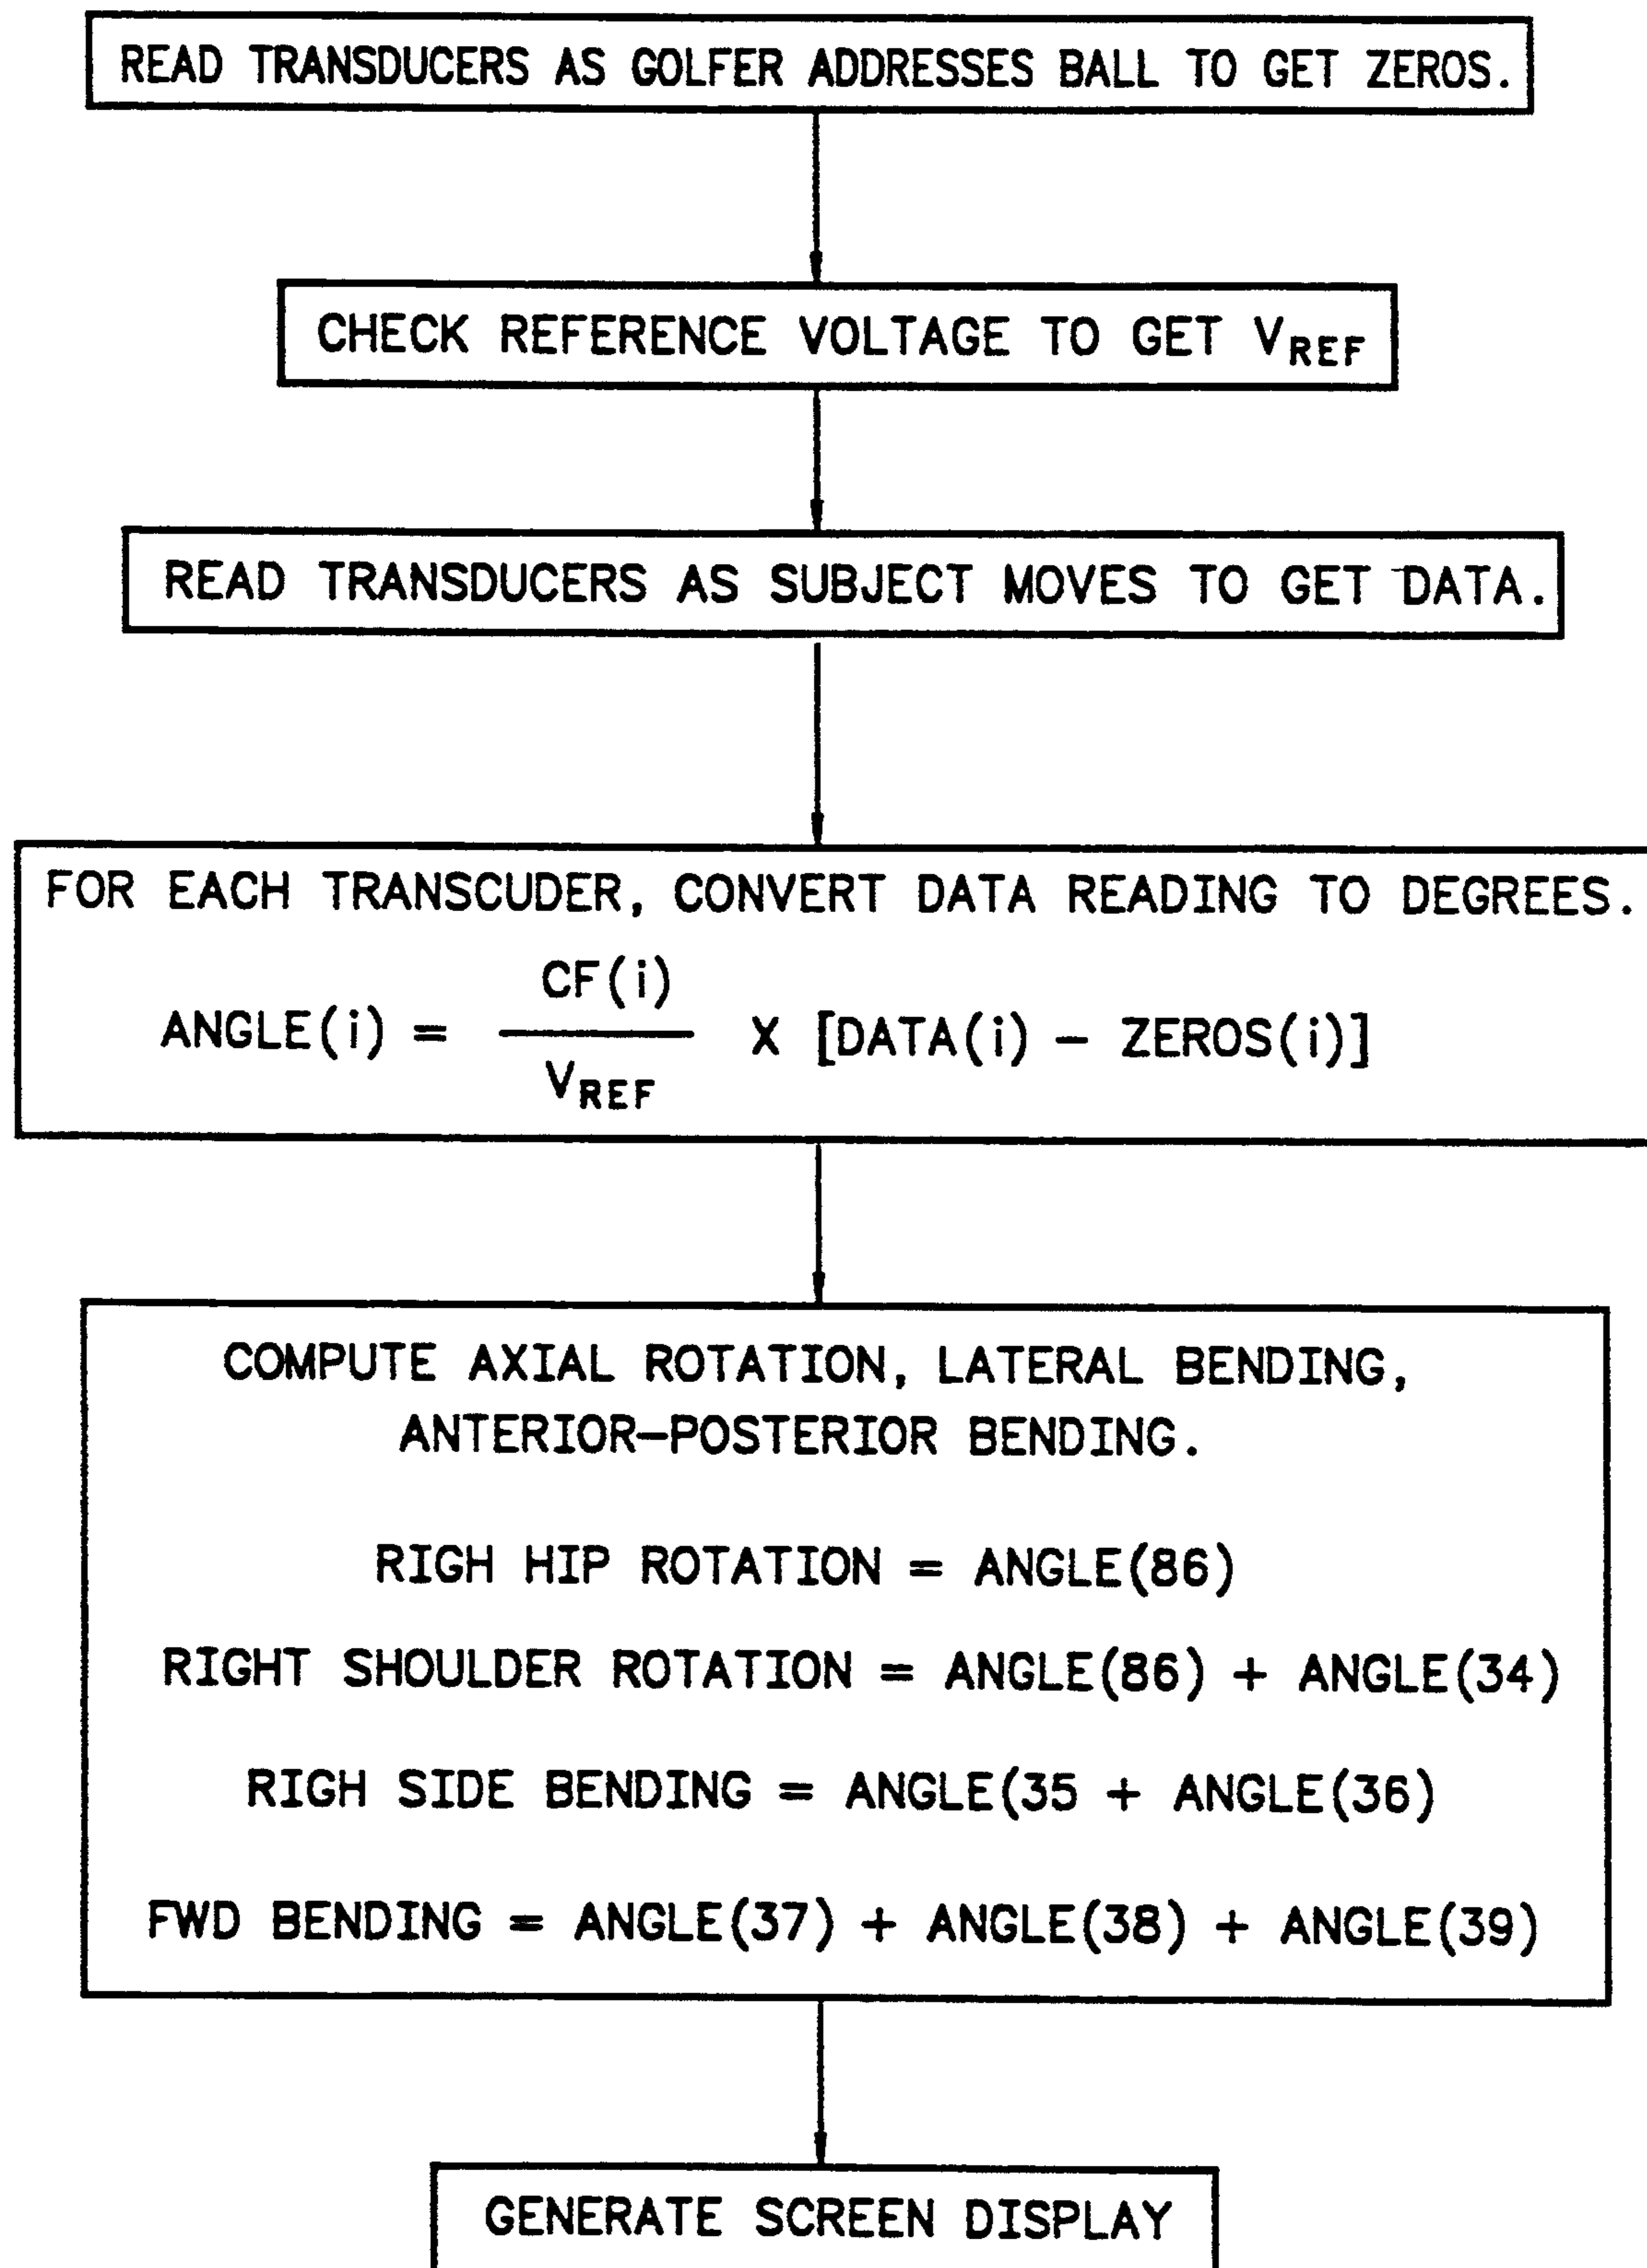 READ TRANSDUCERS AS GOLFER ADDRESSES BALL TO GET ZEROS.
CHECK REFERENCE VOLTAGE TO GET VREF
READ TRANSDUCERS AS SUBJECT MOVES TO GET DATA.
FOR EACH TRANSCUDER, CONVERT DATA READING TO DEGREES.
CF(i)
ANGLE(i) = ――― X [DATA(i) – ZEROS(i)]
VREF
COMPUTE AXIAL ROTATION, LATERAL BENDING,
ANTERIOR–POSTERIOR BENDING.
RIGH HIP ROTATION = ANGLE(86)
RIGHT SHOULDER ROTATION = ANGLE(86) + ANGLE(34)
RIGH SIDE BENDING = ANGLE(35 + ANGLE(36)
FWD BENDING = ANGLE(37) + ANGLE(38) + ANGLE(39)
GENERATE SCREEN DISPLAY